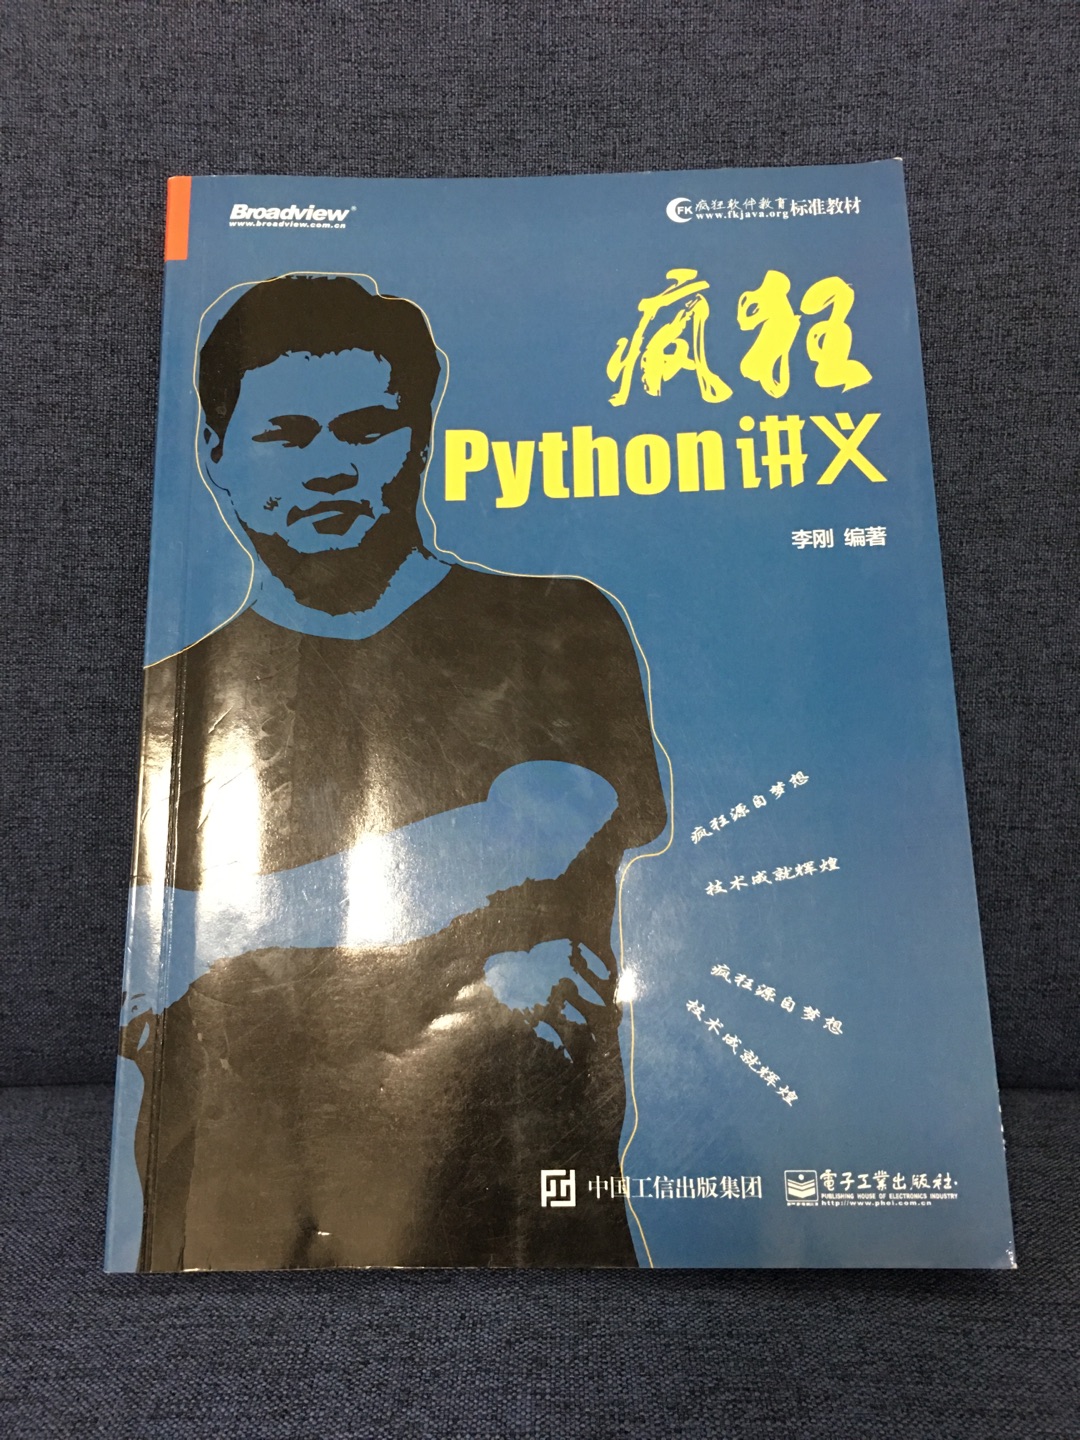 Broadview®
www.broadview.com.cn
FK 疯狂软件教育 标准教材
www.fkjava.org
疯狂
Python讲义
李刚 编著
疯狂源自梦想
技术成就辉煌
疯狂源自梦想
技术成就辉煌
中国工信出版集团
電子工業出版社
PUBLISHING HOUSE OF ELECTRONICS INDUSTRY
http://www.phei.com.cn